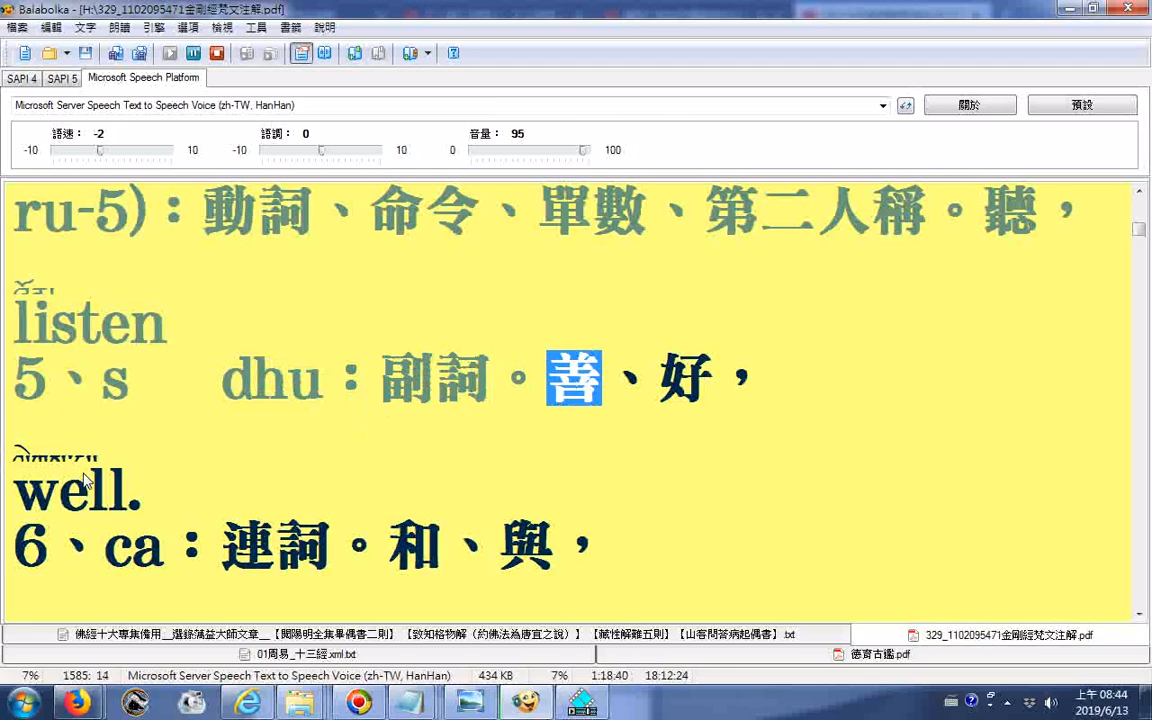 Balabolka - [H:\329_1102095471金剛經梵文注解.pdf]
檔案 編輯 文字 朗讀 引擎 選項 檢視 工具 書籤 說明
SAPI 4 SAPI 5 Microsoft Speech Platform
Microsoft Server Speech Text to Speech Voice (zh-TW, HanHan) 關於 預設
語速： -2 語調： 0 音量： 95
-10 10 -10 10 0 100
ru-5)：動詞、命令、單數、第二人稱。聽，
listen
5、s dhu：副詞。善、好，
well.
6、ca：連詞。和、與，
佛經十大專集備用__選錄蕅益大師文章__【閱陽明全集畢偶書二則】【致知格物解（約佛法為唐宜之說）】【藏性解難五則】【山客問答病起偶書】.txt 329_1102095471金剛經梵文注解.pdf
01周易_十三經.xml.txt 德育古鑑.pdf
7% 1585: 14 Microsoft Server Speech Text to Speech Voice (zh-TW, HanHan) 434 KB 7% 1:18:40 18:12:24
上午 08:44
2019/6/13